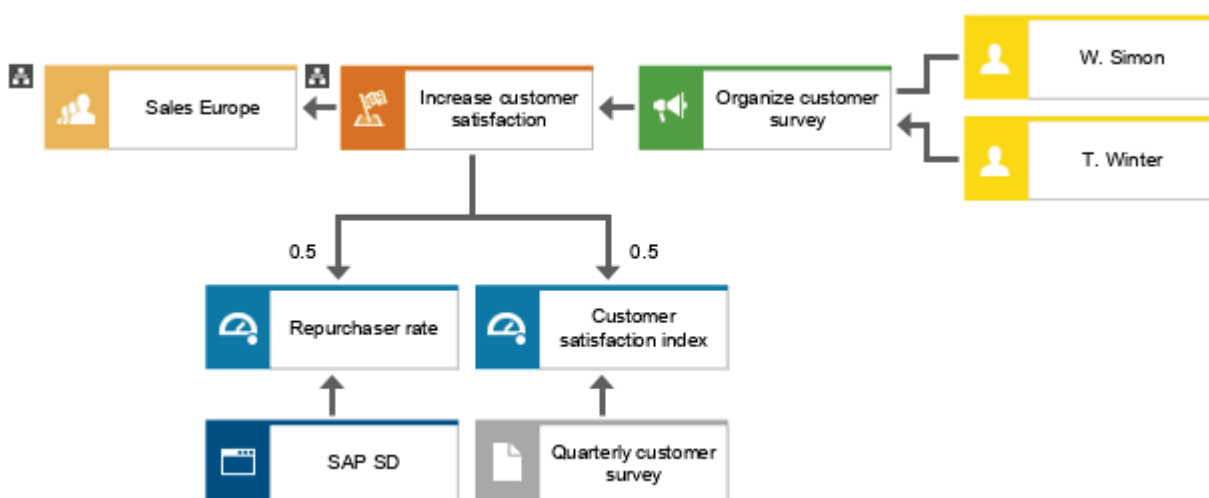 W. Simon
Sales Europe
Increase customer
satisfaction
Organize customer
survey
T. Winter
0.5
0.5
Repurchaser rate
Customer
satisfaction index
SAP SD
Quarterly customer
survey